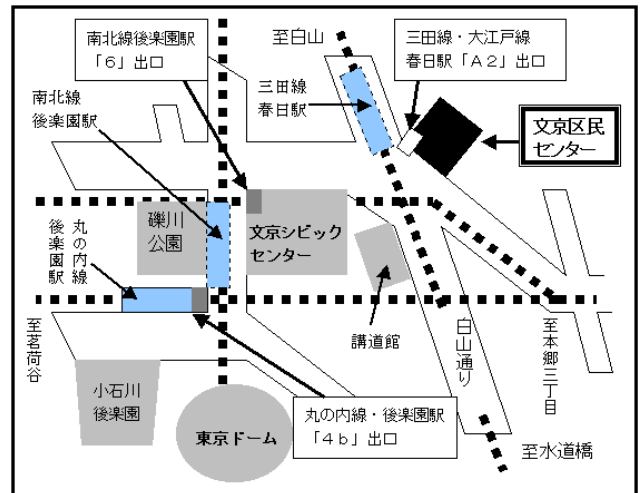 南北線後楽園駅
「6」出口
至白山
三田線・大江戸線
春日駅「A2」出口
南北線
後楽園駅
三田線
春日駅
文京区民
センター
丸の内線
後楽園駅
礫川
公園
文京シビック
センター
至茗荷谷
講道館
白山通り
至本郷三丁目
小石川
後楽園
東京ドーム
丸の内線・後楽園駅
「4b」出口
至水道橋